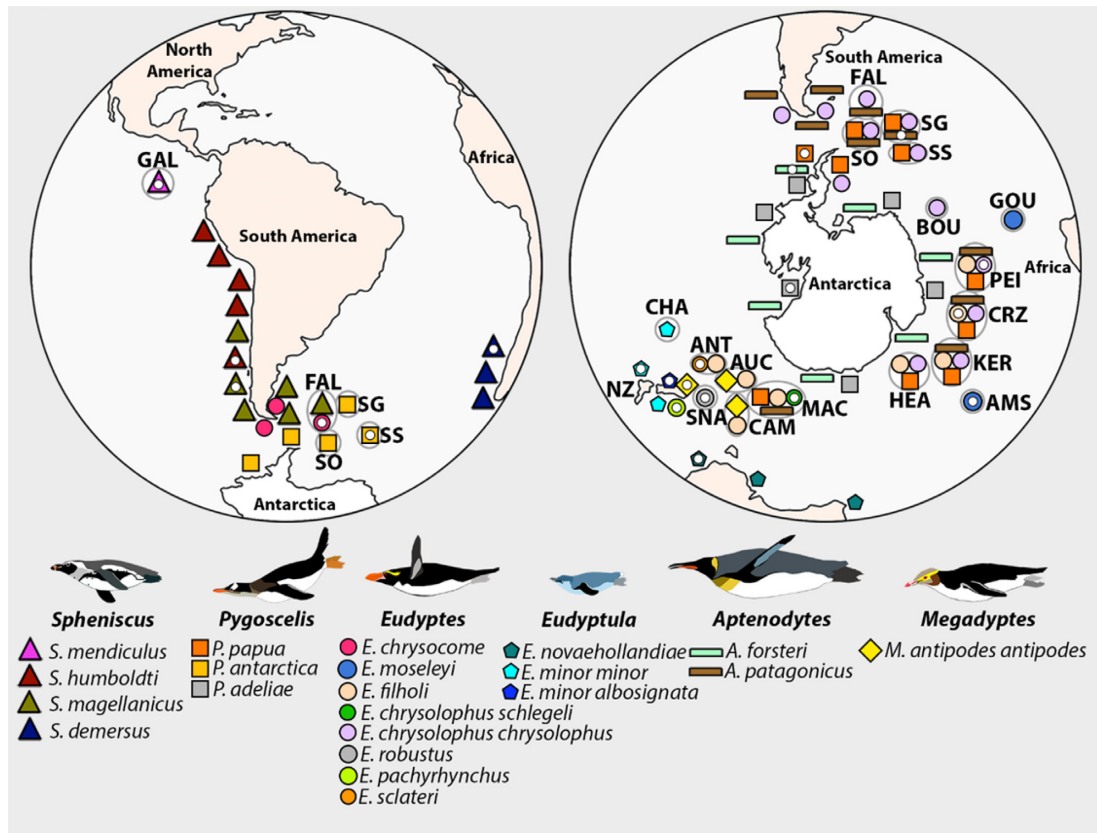 North
America
GAL
Africa
South America
FAL
SG
SS
SO
Antarctica
South America
FAL
SG
SO
SS
GOU
BOU
Africa
PEI
Antarctica
CHA
CRZ
ANT
AUC
KER
NZ
HEA
AMS
SNA
MAC
CAM
Spheniscus
S. mendiculus
S. humboldti
S. magellanicus
S. demersus
Pygoscelis
P. papua
P. antarctica
P. adeliae
Eudyptes
E. chrysocome
E. moseleyi
E. filholi
E. chrysolophus schlegeli
E. chrysolophus chrysolophus
E. robustus
E. pachyrhynchus
E. sclateri
Eudyptula
E. novaehollandiae
E. minor minor
E. minor albosignata
Aptenodytes
A. forsteri
A. patagonicus
Megadyptes
M. antipodes antipodes